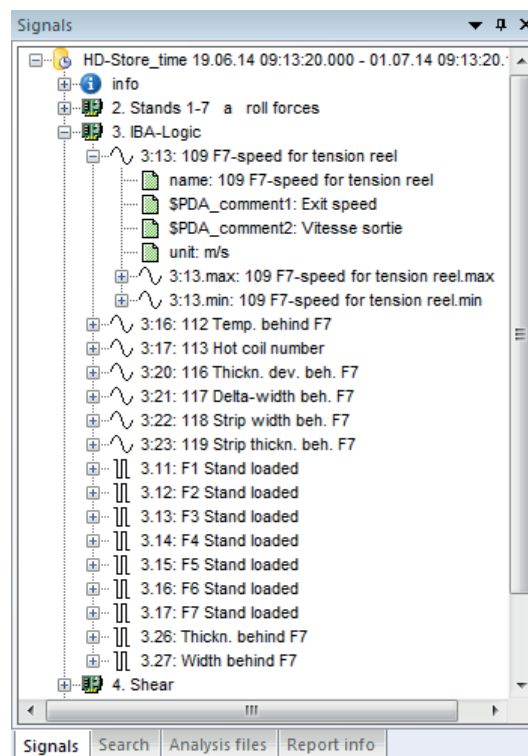 Signals
HD-Store_time 19.06.14 09:13:20.000 - 01.07.14 09:13:20.
info
2. Stands 1-7 a roll forces
3. IBA-Logic
3:13: 109 F7-speed for tension reel
name: 109 F7-speed for tension reel
$PDA_comment1: Exit speed
$PDA_comment2: Vitesse sortie
unit: m/s
3:13.max: 109 F7-speed for tension reel.max
3:13.min: 109 F7-speed for tension reel.min
3:16: 112 Temp. behind F7
3:17: 113 Hot coil number
3:20: 116 Thickn. dev. beh. F7
3:21: 117 Delta-width beh. F7
3:22: 118 Strip width beh. F7
3:23: 119 Strip thickn. beh. F7
3.11: F1 Stand loaded
3.12: F2 Stand loaded
3.13: F3 Stand loaded
3.14: F4 Stand loaded
3.15: F5 Stand loaded
3.16: F6 Stand loaded
3.17: F7 Stand loaded
3.26: Thickn. behind F7
3.27: Width behind F7
4. Shear
Signals Search Analysis files Report info